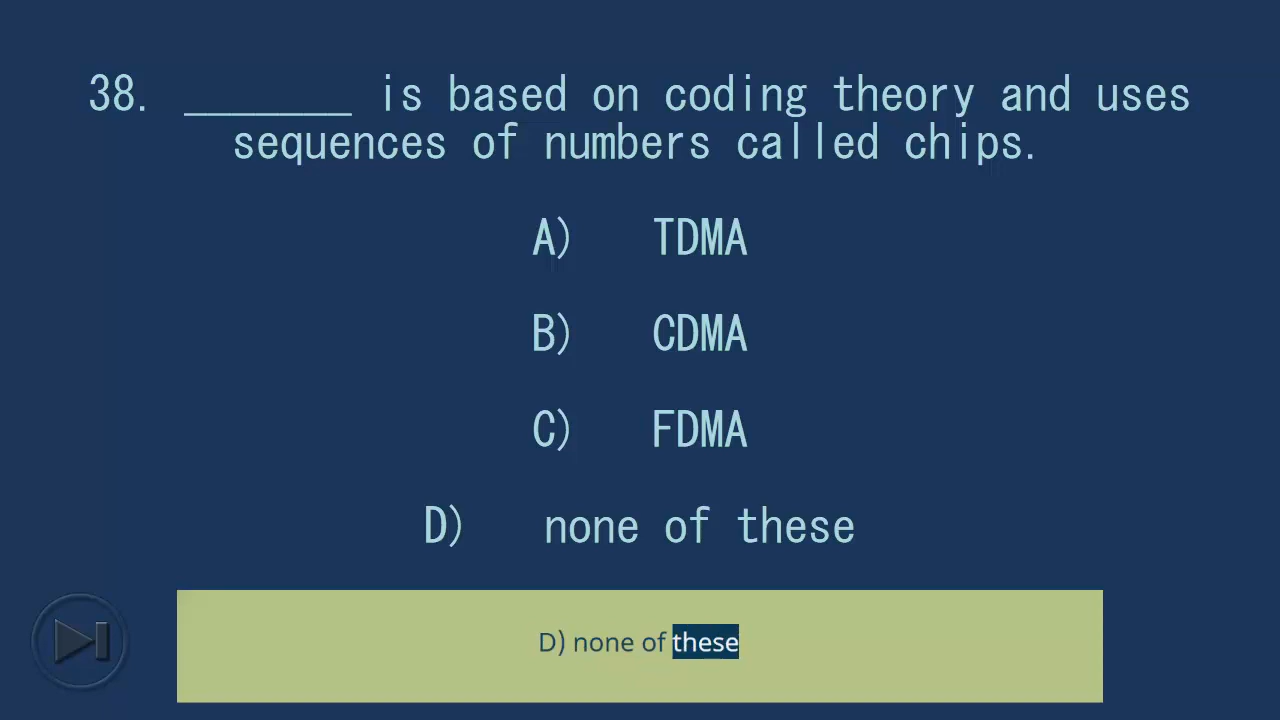 38. _______ is based on coding theory and uses
sequences of numbers called chips.
A) TDMA
B) CDMA
C) FDMA
D) none of these
D) none of these